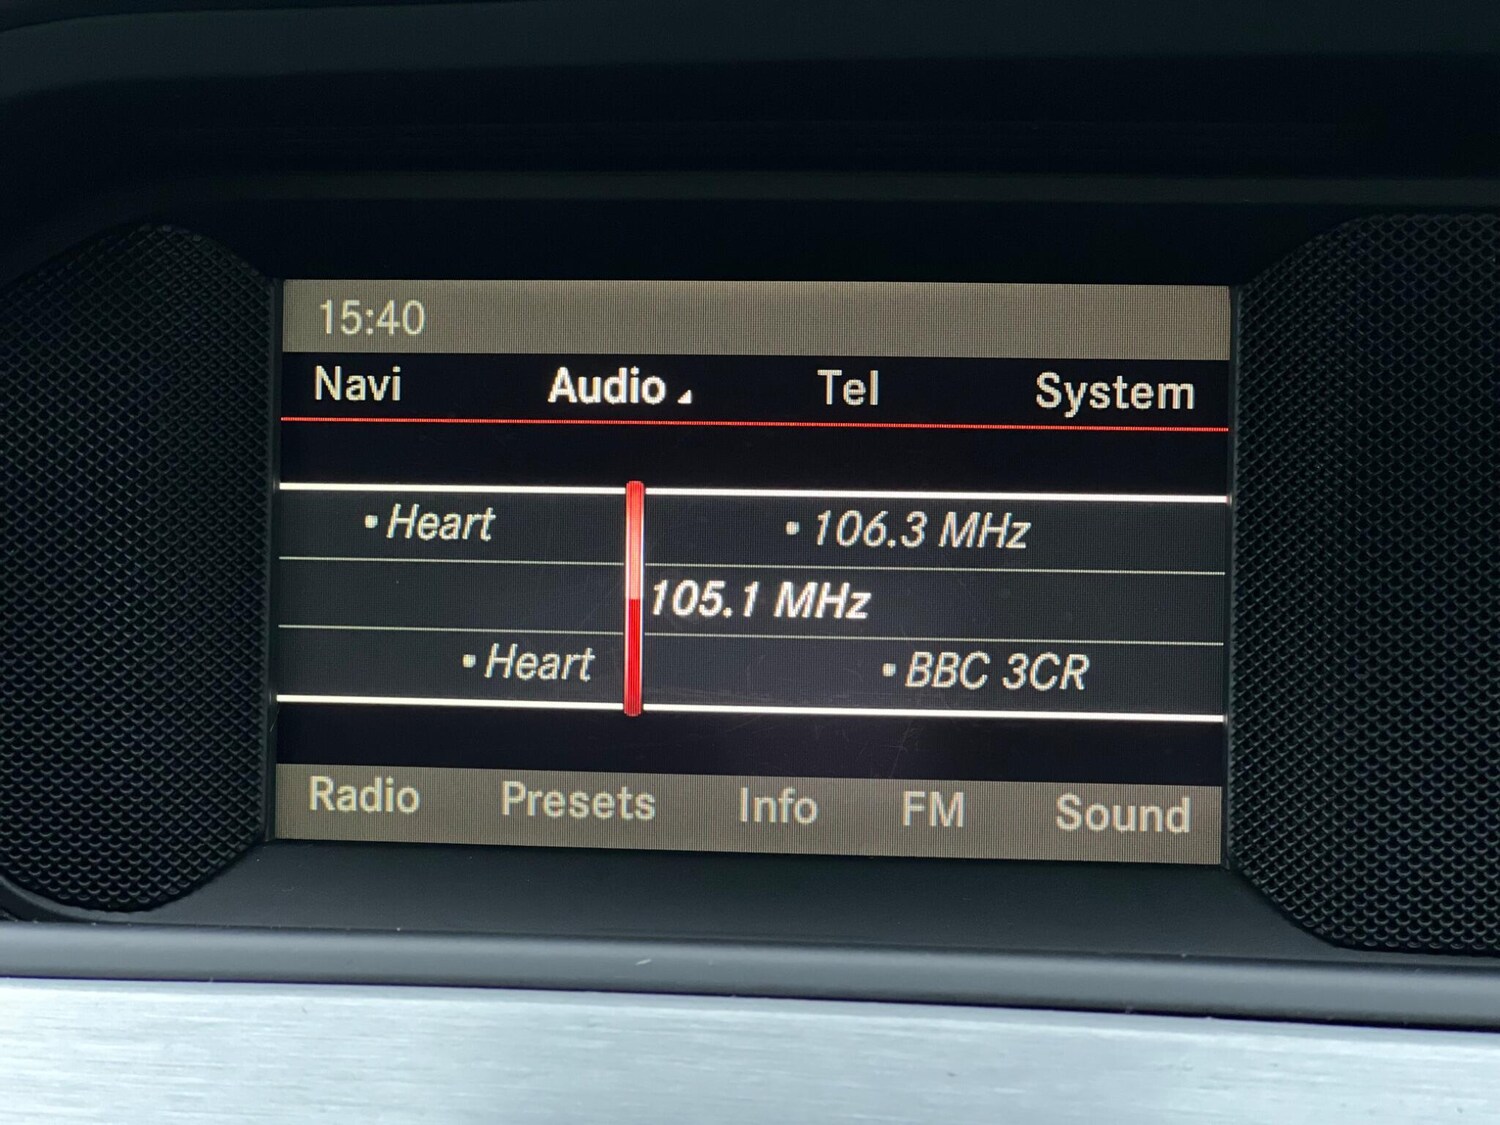 15:40
Navi Audio Tel System
• Heart • 106.3 MHz
105.1 MHz
• Heart • BBC 3CR
Radio Presets Info FM Sound